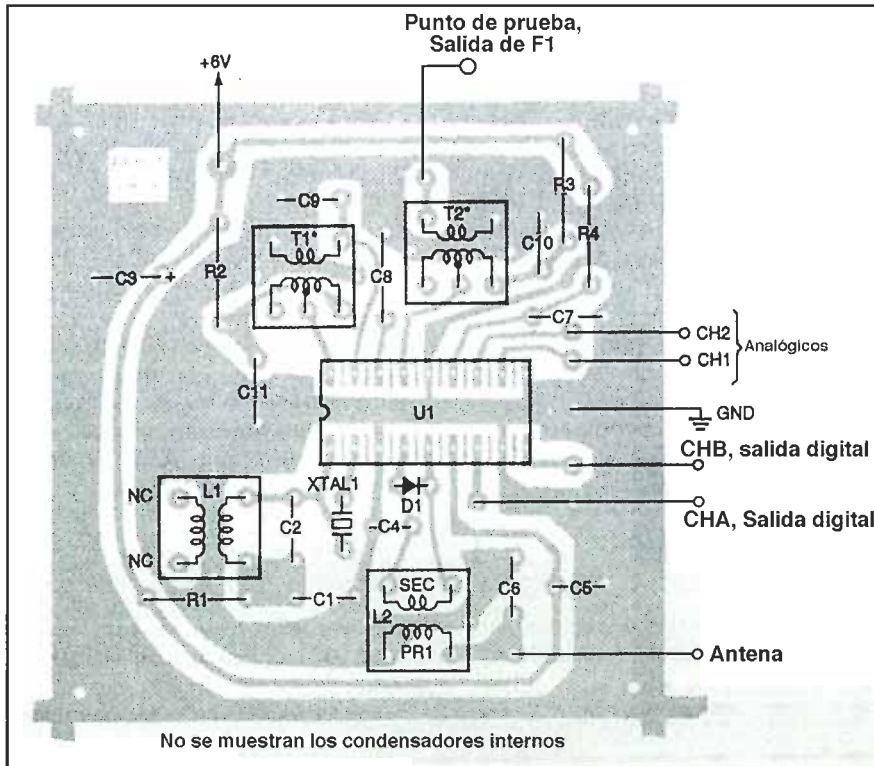 Punto de prueba,
Salida de F1
+6V
C9
R3
T1*
T2*
C10
R4
C3
+
R2
C8
C7
CH2
CH1
Analógicos
C11
U1
GND
CHB, salida digital
NC
L1
XTAL1
D1
CHA, Salida digital
C2
C4
NC
SEC
C6
C5
R1
C1
L2
PR1
Antena
No se muestran los condensadores internos